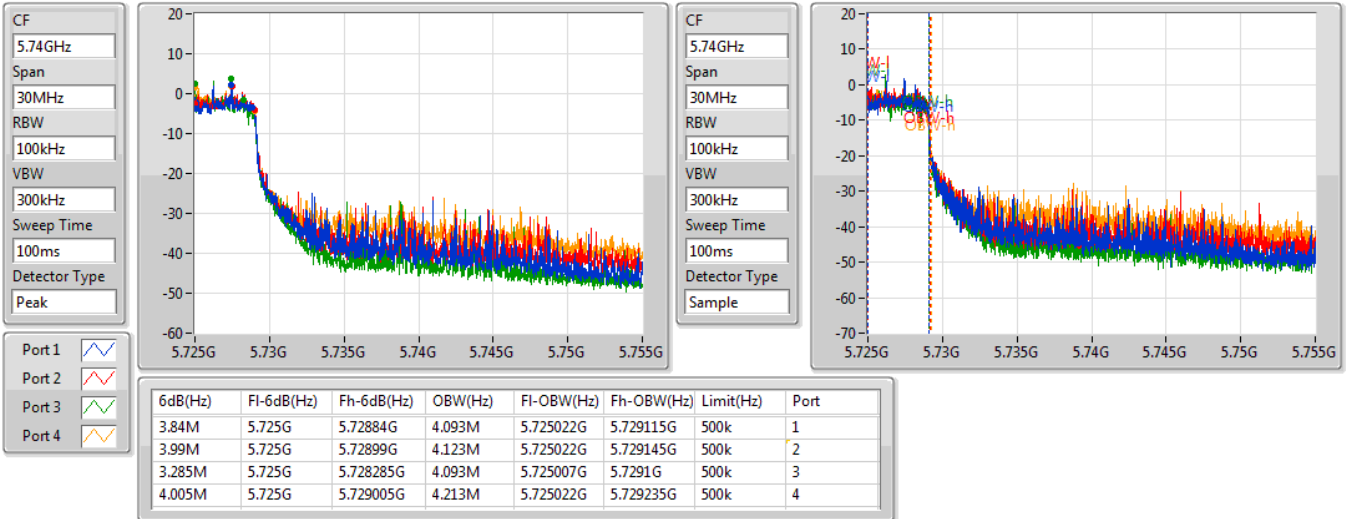 CF
5.74GHz
Span
30MHz
RBW
100kHz
VBW
300kHz
Sweep Time
100ms
Detector Type
Peak
20
10
0
-10
-20
-30
-40
-50
-60
5.725G 5.73G 5.735G 5.74G 5.745G 5.75G 5.755G
CF
5.74GHz
Span
30MHz
RBW
100kHz
VBW
300kHz
Sweep Time
100ms
Detector Type
Sample
20
10
0
-10
-20
-30
-40
-50
-60
-70
OBW-h
OBW-h
5.725G 5.73G 5.735G 5.74G 5.745G 5.75G 5.755G
Port 1
Port 2
Port 3
Port 4
6dB(Hz) Fl-6dB(Hz) Fh-6dB(Hz) OBW(Hz) Fl-OBW(Hz) Fh-OBW(Hz) Limit(Hz) Port
3.84M 5.725G 5.72884G 4.093M 5.725022G 5.729115G 500k 1
3.99M 5.725G 5.72899G 4.123M 5.725022G 5.729145G 500k 2
3.285M 5.725G 5.728285G 4.093M 5.725007G 5.7291G 500k 3
4.005M 5.725G 5.729005G 4.213M 5.725022G 5.729235G 500k 4